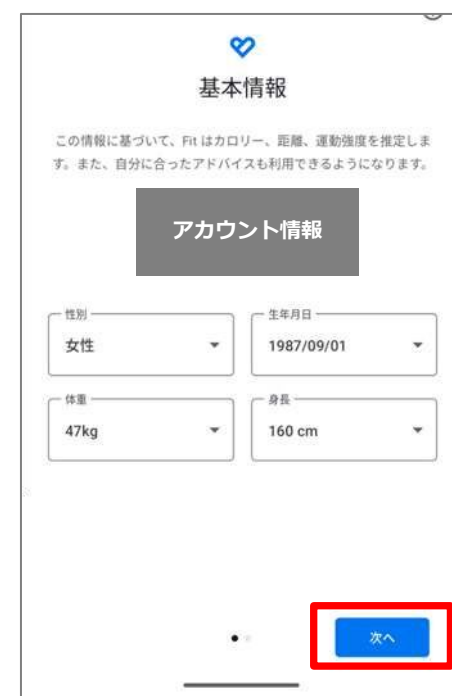 基本情報
この情報に基づいて、Fit はカロリー、距離、運動強度を推定しま
す。また、自分に合ったアドバイスも利用できるようになります。
アカウント情報
性別
女性
生年月日
1987/09/01
体重
47kg
身長
160 cm
次へ